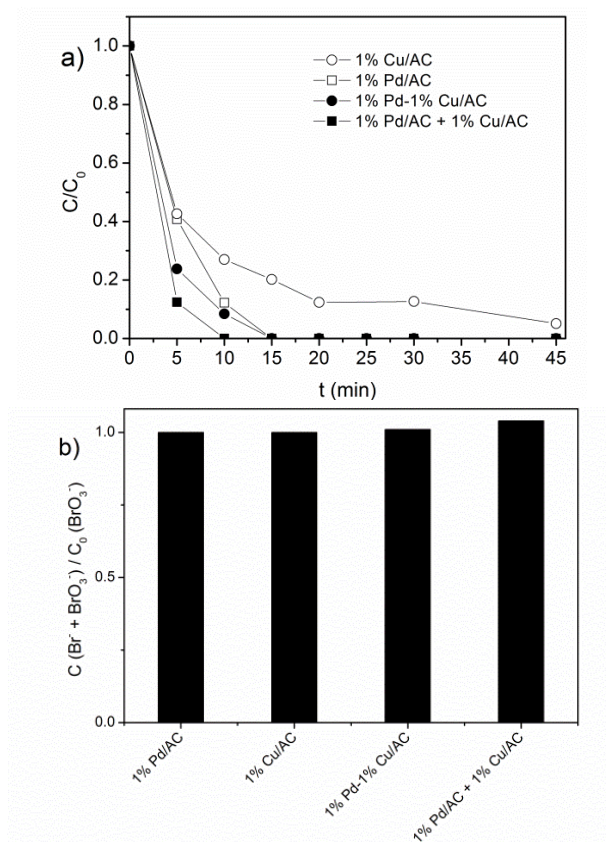 a)
1.0
0.8
0.6
0.4
0.2
0.0
C/C₀
1% Cu/AC
1% Pd/AC
1% Pd-1% Cu/AC
1% Pd/AC + 1% Cu/AC
0 5 10 15 20 25 30 35 40 45
t (min)
b)
1.0
0.5
0.0
C (Br⁻ + BrO₃⁻) / C₀ (BrO₃⁻)
1% Pd/AC
1% Cu/AC
1% Pd-1% Cu/AC
1% Pd/AC + 1% Cu/AC